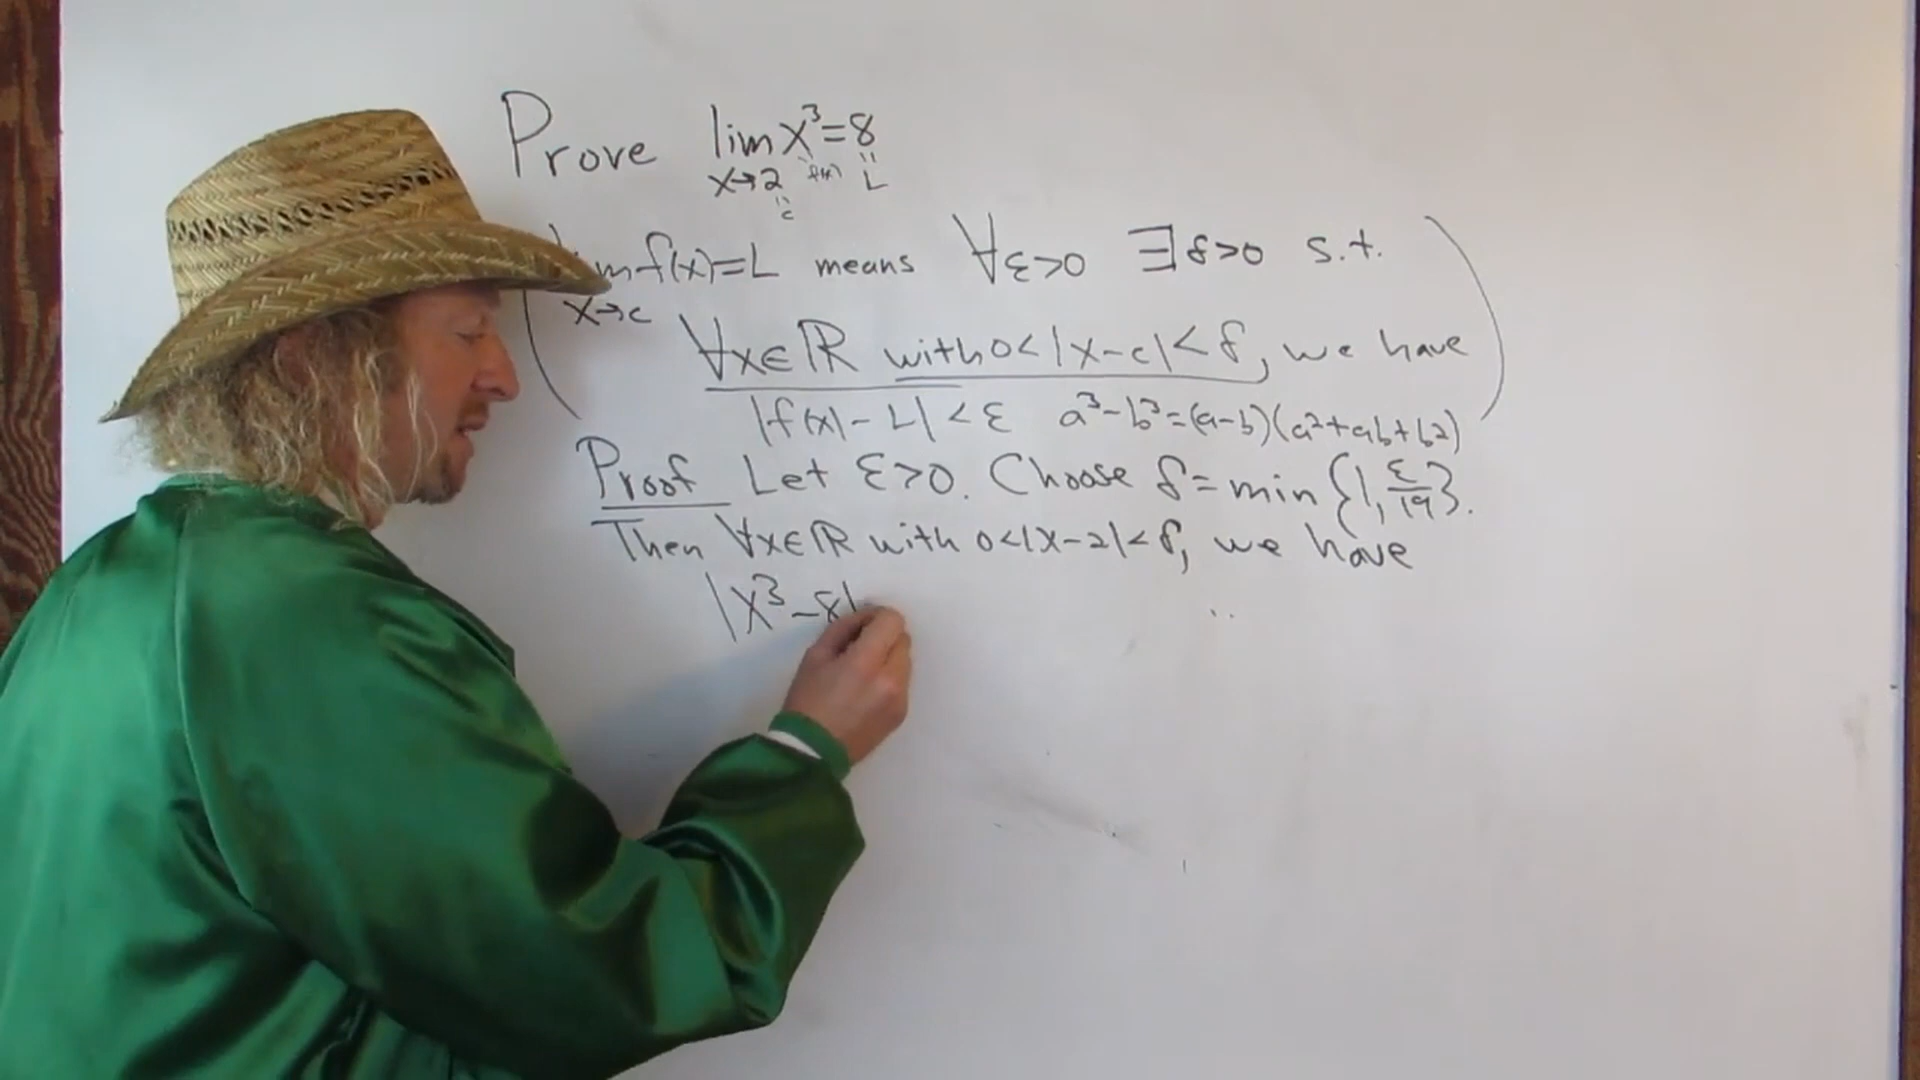 Prove lim x³=8
x→2 f(x) L
c
mf(x)=L means ∀ε>0 ∃δ>0 s.t.
x→c
∀x∈ℝ with 0<|x-c|<δ, we have
|f(x)-L|<ε a³-b³=(a-b)(a²+ab+b²)
Proof Let ε>0. Choose δ=min{1, ε/19}.
Then ∀x∈ℝ with 0<|x-2|<δ, we have
|x³-8|